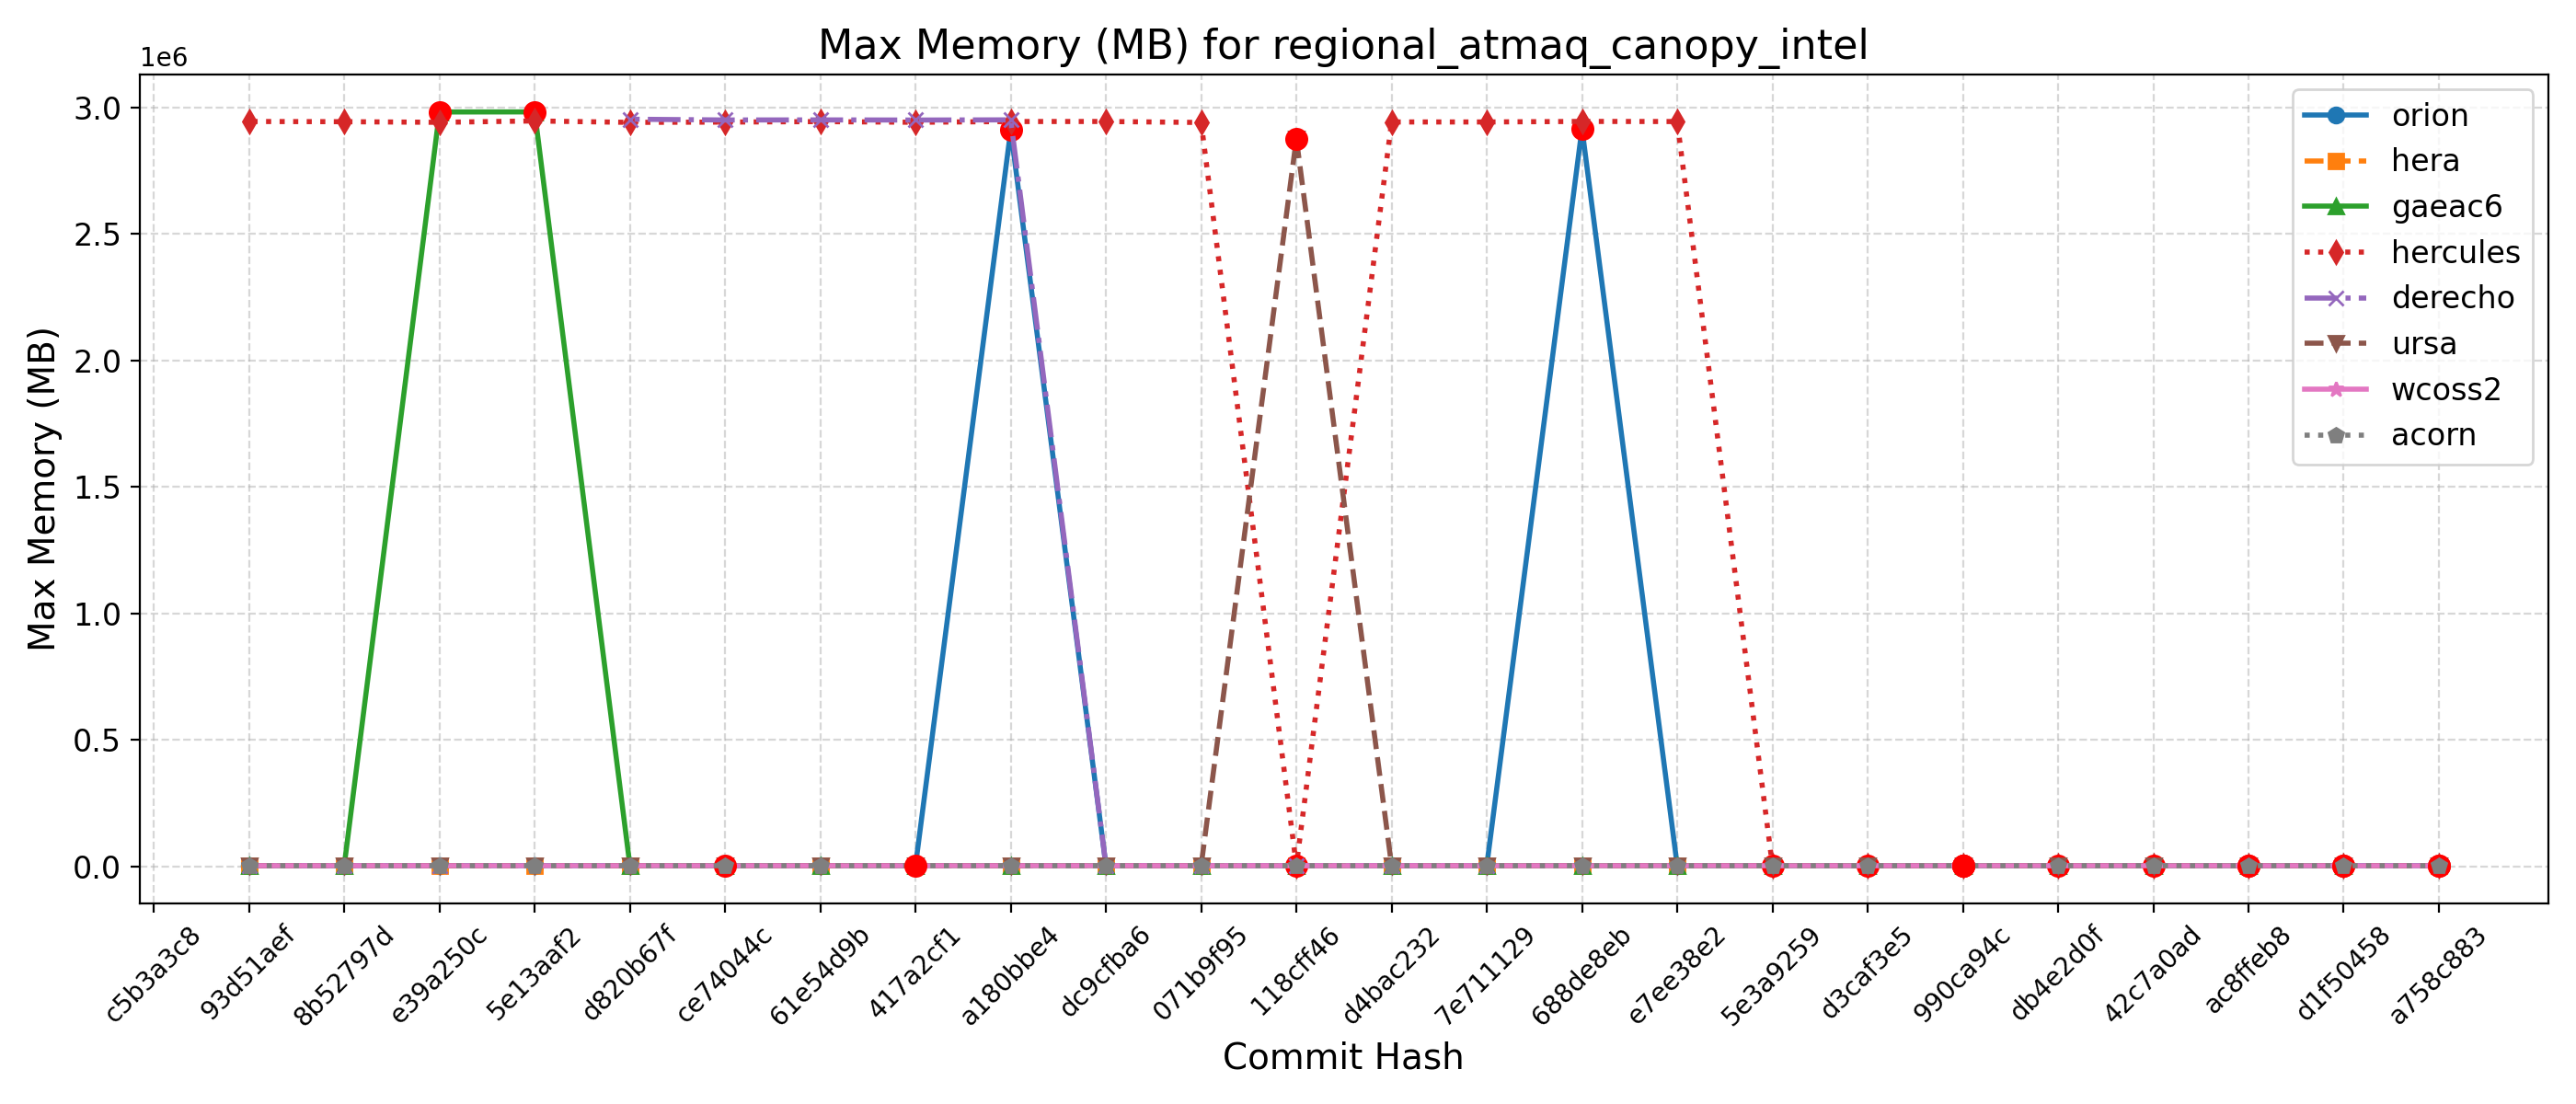 Max Memory (MB) for regional_atmaq_canopy_intel
1e6
3.0
2.5
2.0
1.5
1.0
0.5
0.0
Max Memory (MB)
orion
hera
gaeac6
hercules
derecho
ursa
wcoss2
acorn
c5b3a3c8
93d51aef
8b52797d
e39a250c
5e13aaf2
d820b67f
ce74044c
61e54d9b
417a2cf1
a180bbe4
dc9cfba6
071b9f95
118cff46
d4bac232
7e711129
688de8eb
e7ee38e2
5e3a9259
d3caf3e5
990ca94c
db4e2d0f
42c7a0ad
ac8ffeb8
d1f50458
a758c883
Commit Hash